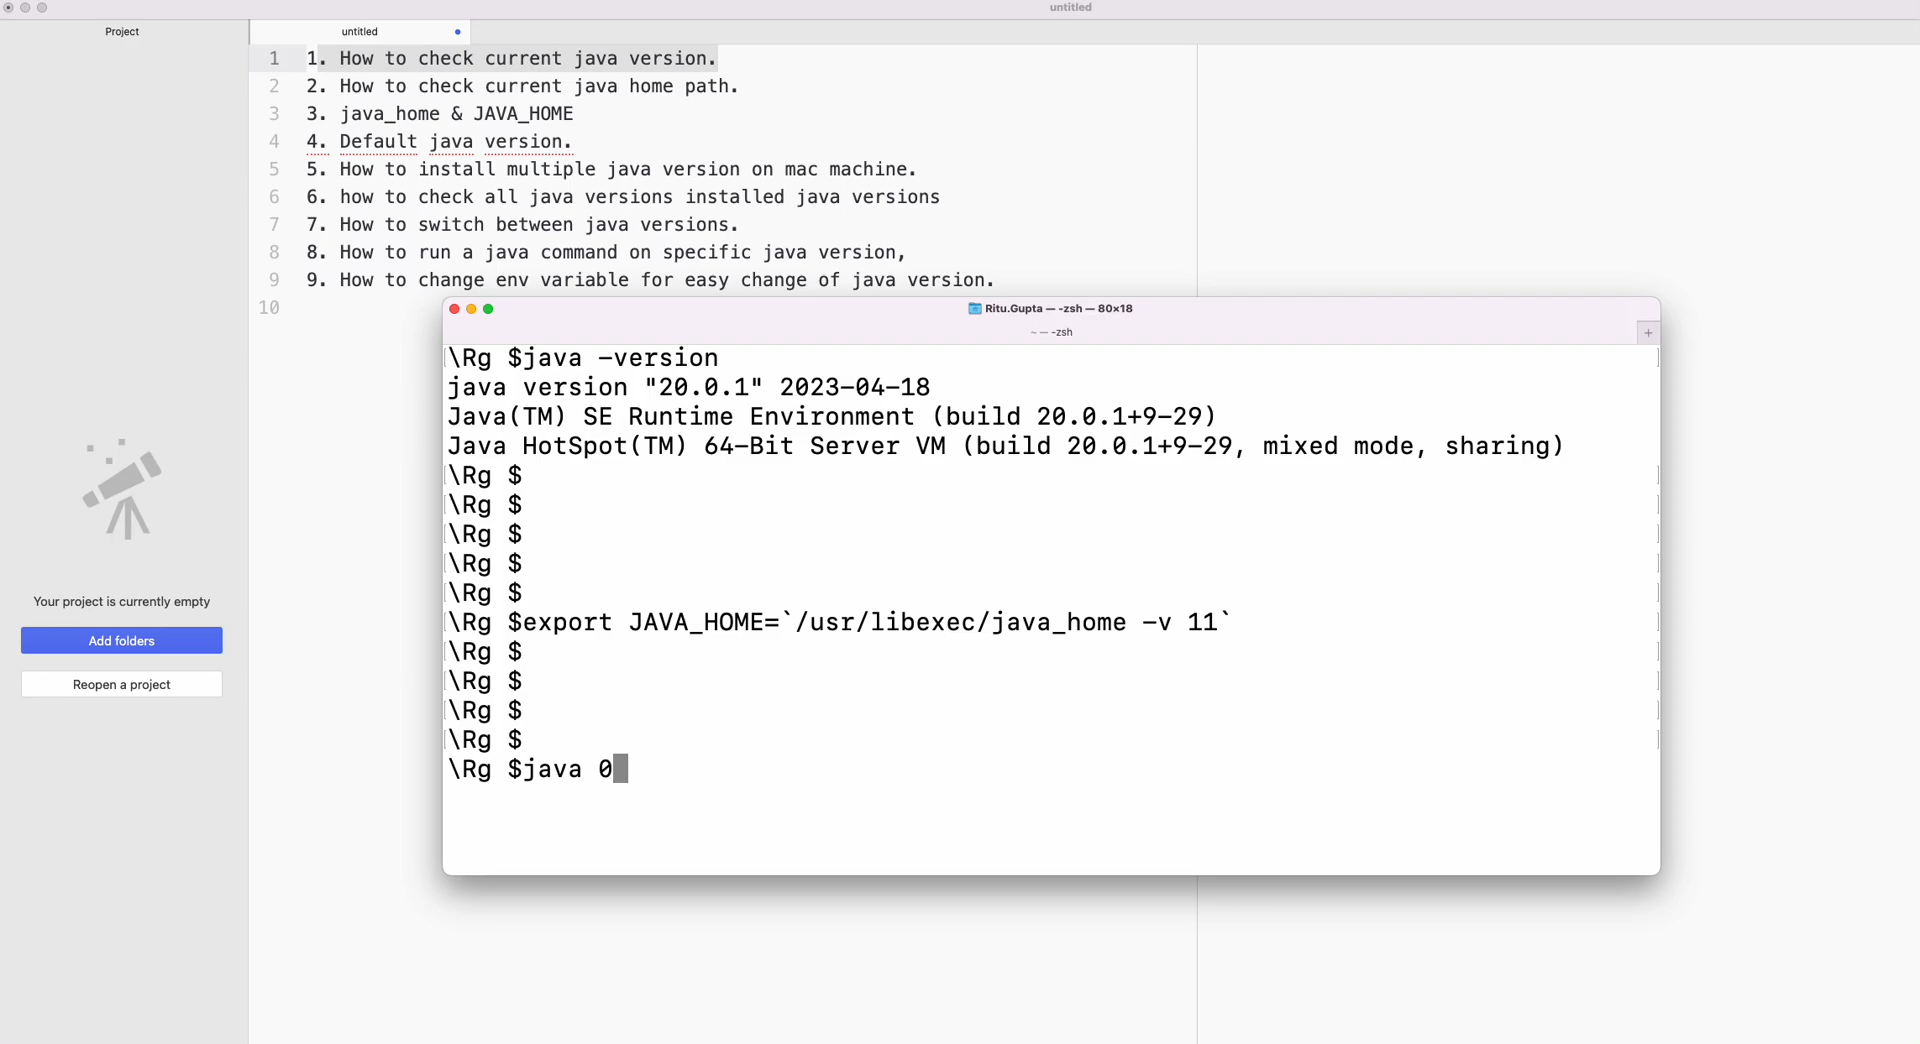 untitled
Project
untitled
1 1. How to check current java version.
2 2. How to check current java home path.
3 3. java_home & JAVA_HOME
4 4. Default java version.
5 5. How to install multiple java version on mac machine.
6 6. how to check all java versions installed java versions
7 7. How to switch between java versions.
8 8. How to run a java command on specific java version,
9 9. How to change env variable for easy change of java version.
10
Your project is currently empty
Add folders
Reopen a project
Ritu.Gupta — -zsh — 80×18
~ — -zsh
+
\Rg $java -version
java version "20.0.1" 2023-04-18
Java(TM) SE Runtime Environment (build 20.0.1+9-29)
Java HotSpot(TM) 64-Bit Server VM (build 20.0.1+9-29, mixed mode, sharing)
\Rg $
\Rg $
\Rg $
\Rg $
\Rg $
\Rg $export JAVA_HOME=`/usr/libexec/java_home -v 11`
\Rg $
\Rg $
\Rg $
\Rg $
\Rg $java 0